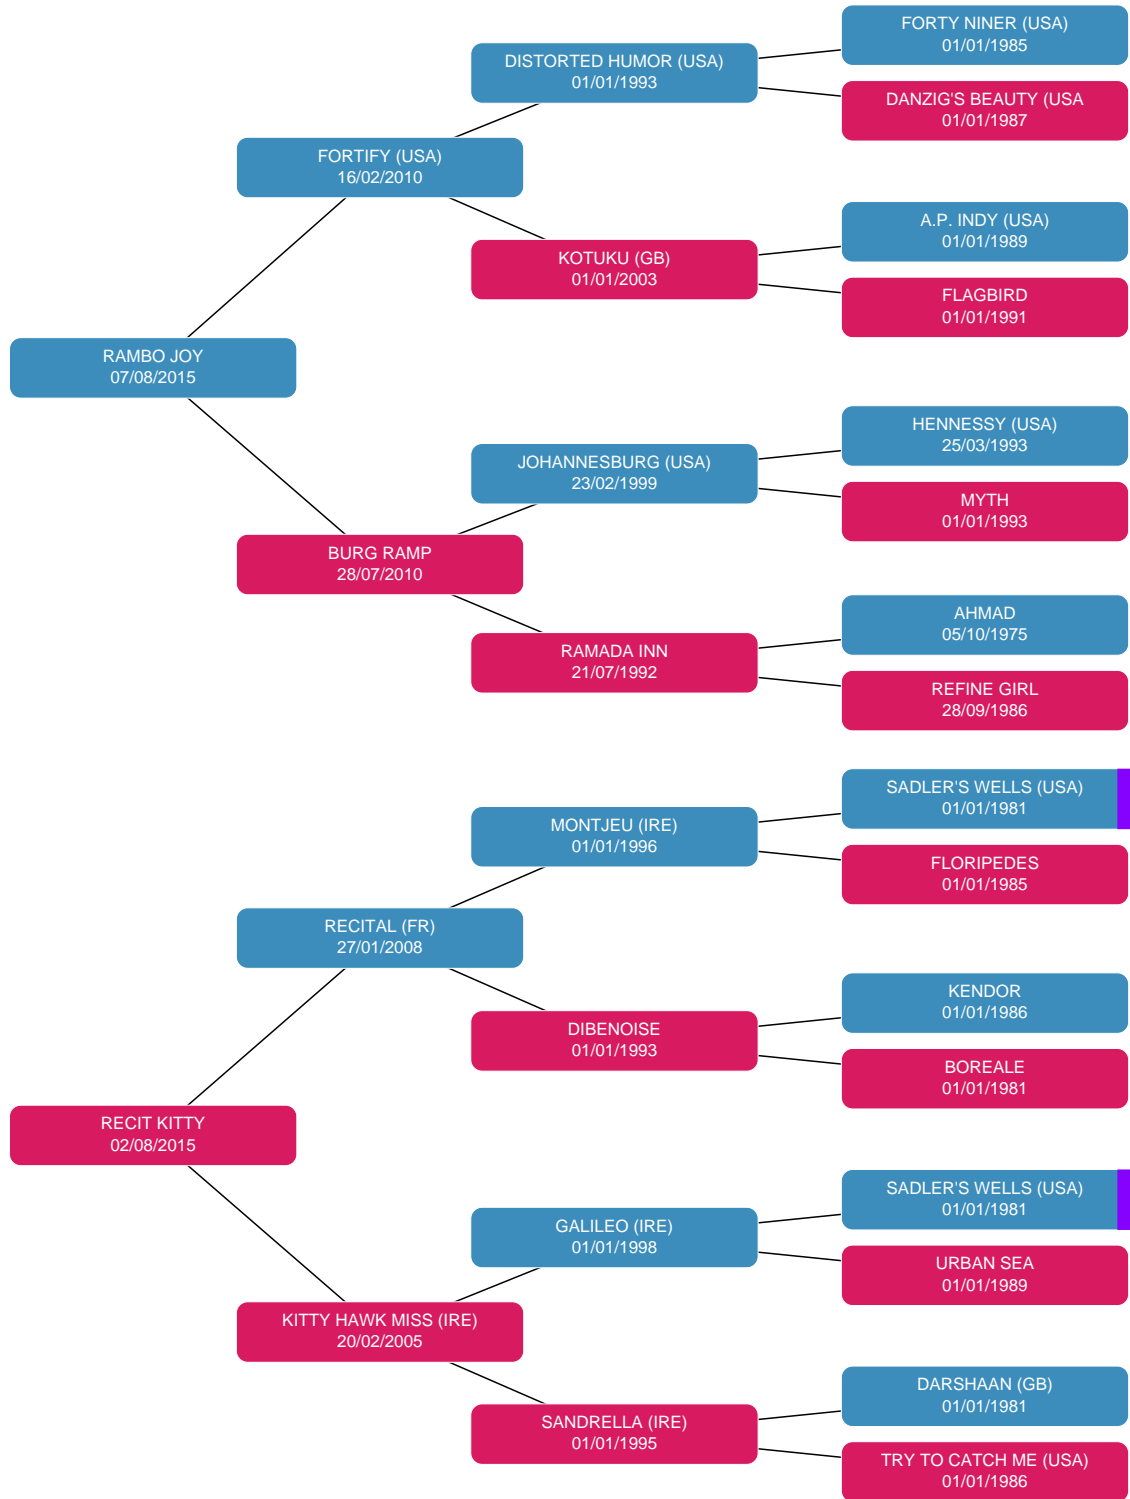 FORTY NINER (USA)
01/01/1985
DISTORTED HUMOR (USA)
01/01/1993
DANZIG'S BEAUTY (USA
01/01/1987
FORTIFY (USA)
16/02/2010
A.P. INDY (USA)
01/01/1989
KOTUKU (GB)
01/01/2003
FLAGBIRD
01/01/1991
RAMBO JOY
07/08/2015
HENNESSY (USA)
25/03/1993
JOHANNESBURG (USA)
23/02/1999
MYTH
01/01/1993
BURG RAMP
28/07/2010
AHMAD
05/10/1975
RAMADA INN
21/07/1992
REFINE GIRL
28/09/1986
SADLER'S WELLS (USA)
01/01/1981
MONTJEU (IRE)
01/01/1996
FLORIPEDES
01/01/1985
RECITAL (FR)
27/01/2008
KENDOR
01/01/1986
DIBENOISE
01/01/1993
BOREALE
01/01/1981
RECIT KITTY
02/08/2015
SADLER'S WELLS (USA)
01/01/1981
GALILEO (IRE)
01/01/1998
URBAN SEA
01/01/1989
KITTY HAWK MISS (IRE)
20/02/2005
DARSHAAN (GB)
01/01/1981
SANDRELLA (IRE)
01/01/1995
TRY TO CATCH ME (USA)
01/01/1986